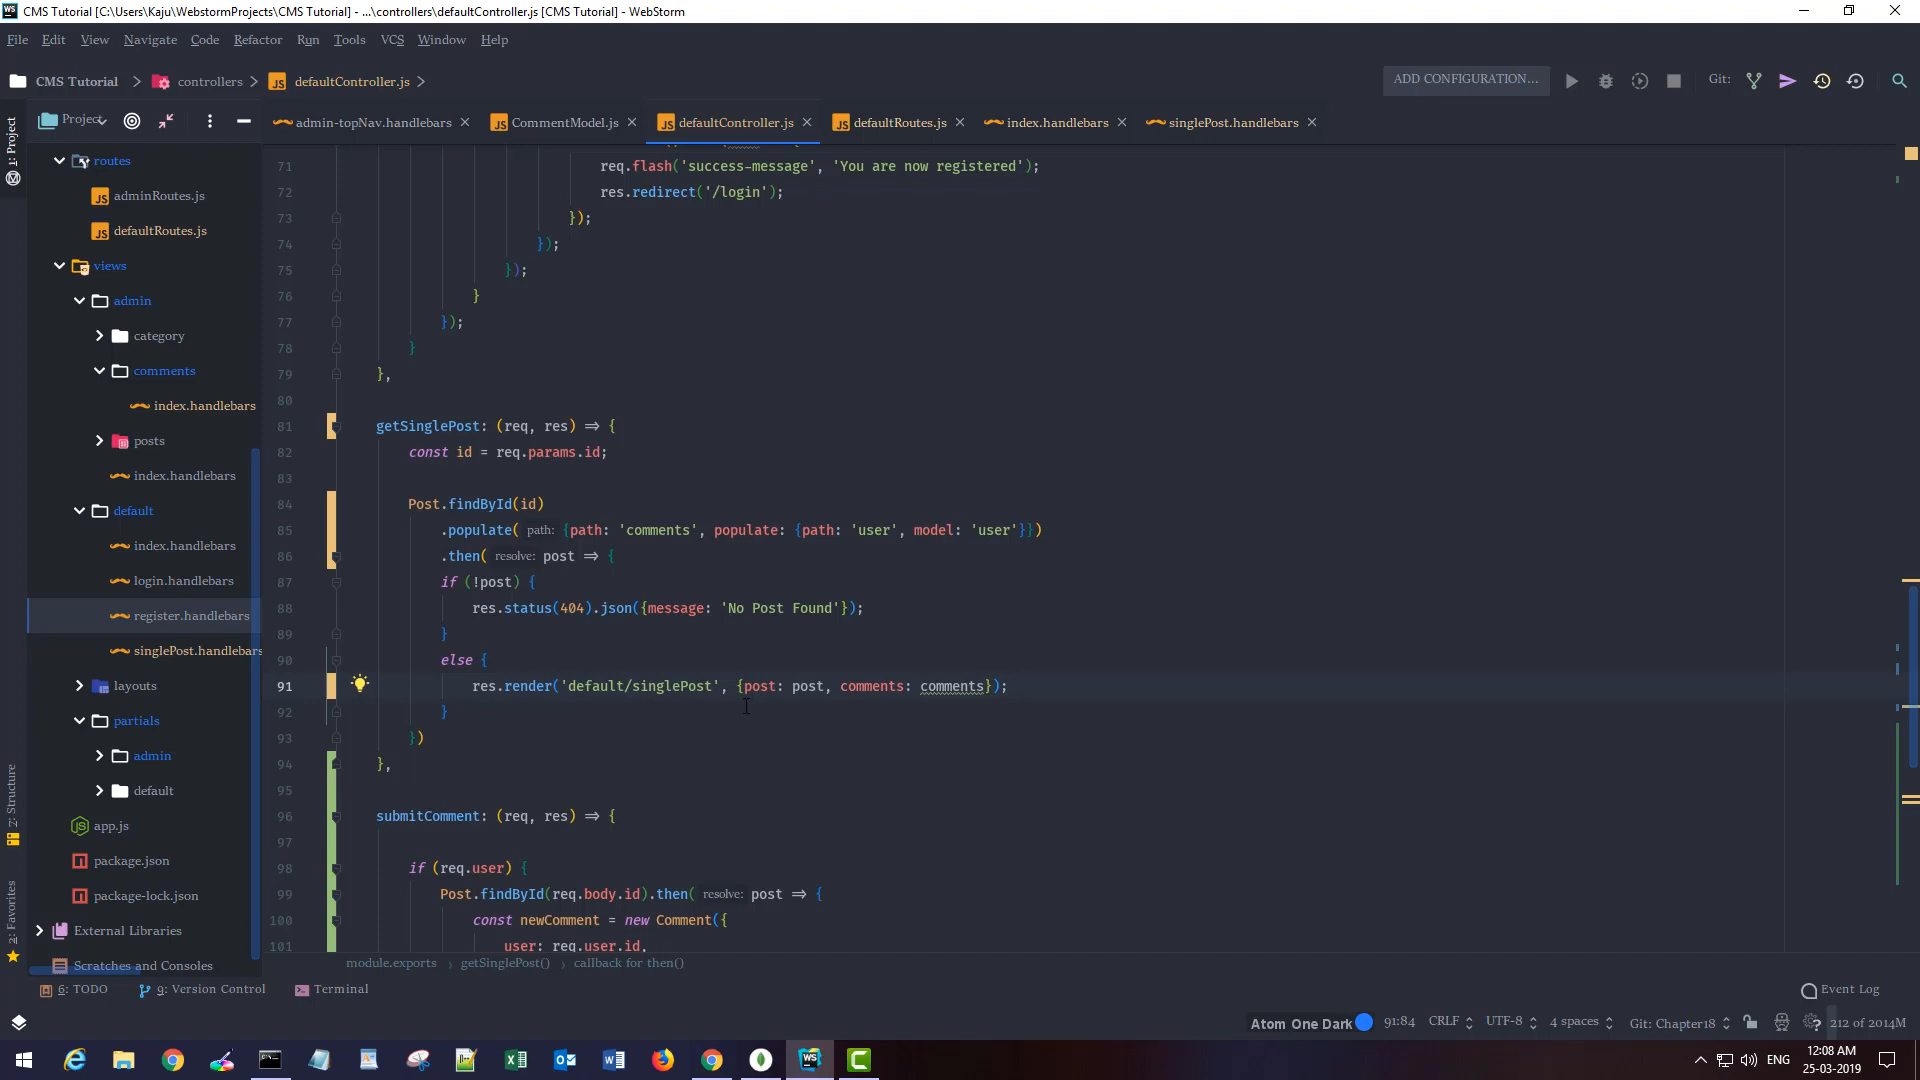 CMS Tutorial [C:\Users\Kaju\WebstormProjects\CMS Tutorial] - ...\controllers\defaultController.js [CMS Tutorial] - WebStorm
File Edit View Navigate Code Refactor Run Tools VCS Window Help
CMS Tutorial controllers defaultController.js ADD CONFIGURATION... Git:
1: Project
Project
admin-topNav.handlebars CommentModel.js defaultController.js defaultRoutes.js index.handlebars singlePost.handlebars
routes
adminRoutes.js
defaultRoutes.js
views
admin
category
comments
index.handlebars
posts
index.handlebars
default
index.handlebars
login.handlebars
register.handlebars
singlePost.handlebars
layouts
partials
admin
default
app.js
package.json
package-lock.json
External Libraries
Scratches and Consoles
7: Structure
2: Favorites
71 req.flash('success-message', 'You are now registered');
72 res.redirect('/login');
73 });
74 });
75 });
76 }
77 });
78 }
79 },
80
81 getSinglePost: (req, res) => {
82 const id = req.params.id;
83
84 Post.findById(id)
85 .populate( path: {path: 'comments', populate: {path: 'user', model: 'user'}})
86 .then( resolve: post => {
87 if (!post) {
88 res.status(404).json({message: 'No Post Found'});
89 }
90 else {
91 res.render('default/singlePost', {post: post, comments: comments});
92 }
93 })
94 },
95
96 submitComment: (req, res) => {
97
98 if (req.user) {
99 Post.findById(req.body.id).then( resolve: post => {
100 const newComment = new Comment({
101 user: req.user.id,
module.exports › getSinglePost() › callback for then()
6: TODO 9: Version Control Terminal Event Log
Atom One Dark 91:84 CRLF UTF-8 4 spaces Git: Chapter18 212 of 2014M
ENG 12:08 AM
25-03-2019